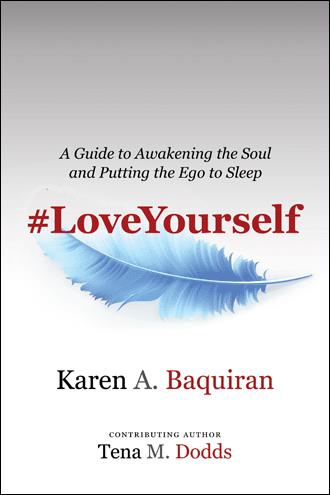 A Guide to Awakening the Soul
and Putting the Ego to Sleep
#LoveYourself
Karen A. Baquiran
CONTRIBUTING AUTHOR
Tena M. Dodds